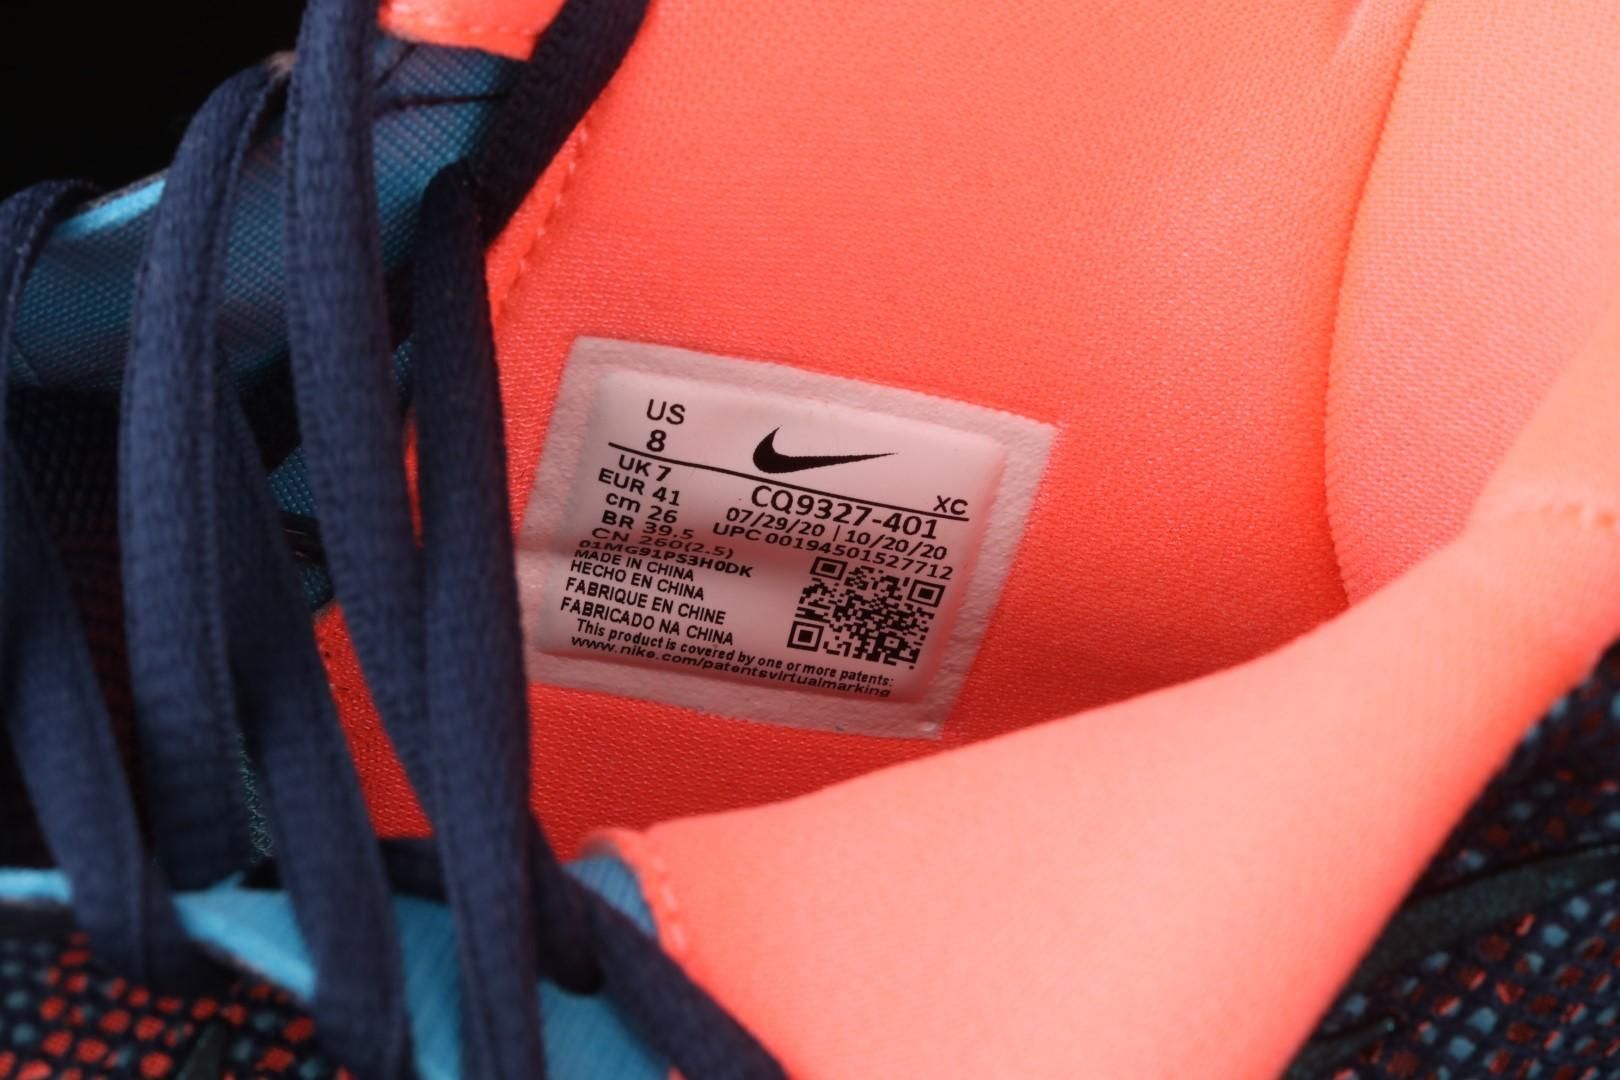 US
8
UK 7
EUR 41
cm 26
BR 39.5
CN 260(2.5)
XC
CQ9327-401
07/29/20 | 10/20/20
UPC 00194501527712
01MG91PS3H0DK
MADE IN CHINA
HECHO EN CHINA
FABRIQUE EN CHINE
FABRICADO NA CHINA
This product is covered by one or more patents:
www.nike.com/patentsvirtualmarking